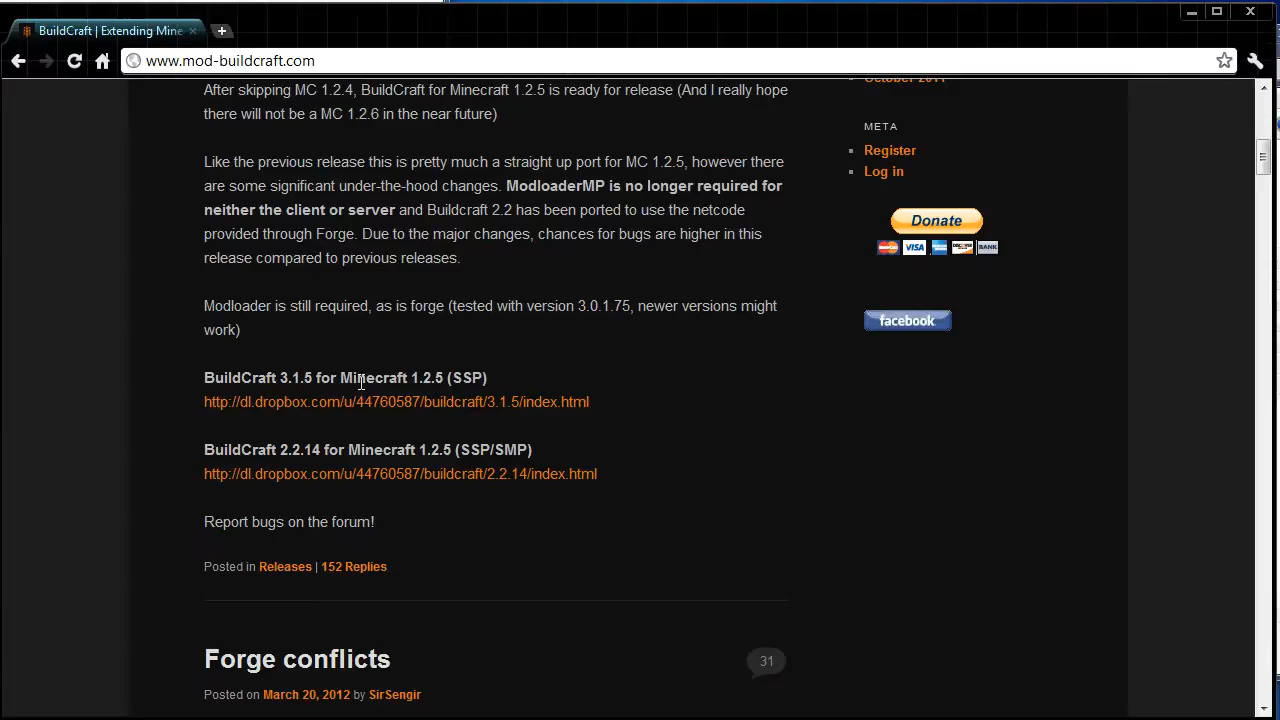 BuildCraft | Extending Mine
www.mod-buildcraft.com
After skipping MC 1.2.4, BuildCraft for Minecraft 1.2.5 is ready for release (And I really hope
there will not be a MC 1.2.6 in the near future)
Like the previous release this is pretty much a straight up port for MC 1.2.5, however there
are some significant under-the-hood changes. ModloaderMP is no longer required for
neither the client or server and Buildcraft 2.2 has been ported to use the netcode
provided through Forge. Due to the major changes, chances for bugs are higher in this
release compared to previous releases.
Modloader is still required, as is forge (tested with version 3.0.1.75, newer versions might
work)
BuildCraft 3.1.5 for Minecraft 1.2.5 (SSP)
http://dl.dropbox.com/u/44760587/buildcraft/3.1.5/index.html
BuildCraft 2.2.14 for Minecraft 1.2.5 (SSP/SMP)
http://dl.dropbox.com/u/44760587/buildcraft/2.2.14/index.html
Report bugs on the forum!
Posted in Releases | 152 Replies
Forge conflicts
31
Posted on March 20, 2012 by SirSengir
October 2011
META
Register
Log in
Donate
VISA
DISCOVER
BANK
facebook